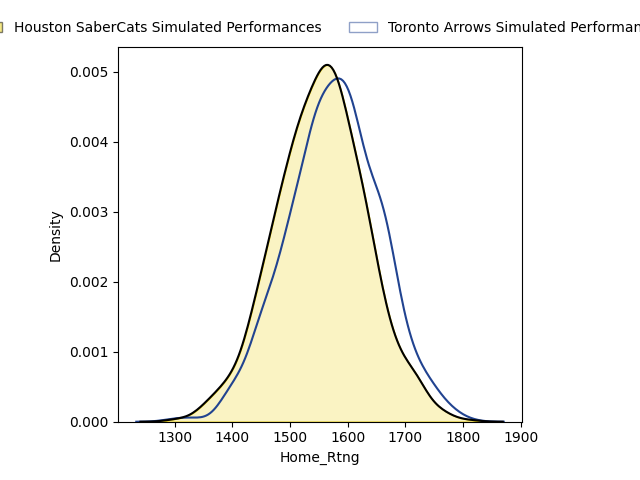 Houston SaberCats Simulated Performances
Toronto Arrows Simulated
0.005
0.004
0.003
0.002
0.001
0.000
Density
1300 1400 1500 1600 1700 1800 1900
Home_Rtng